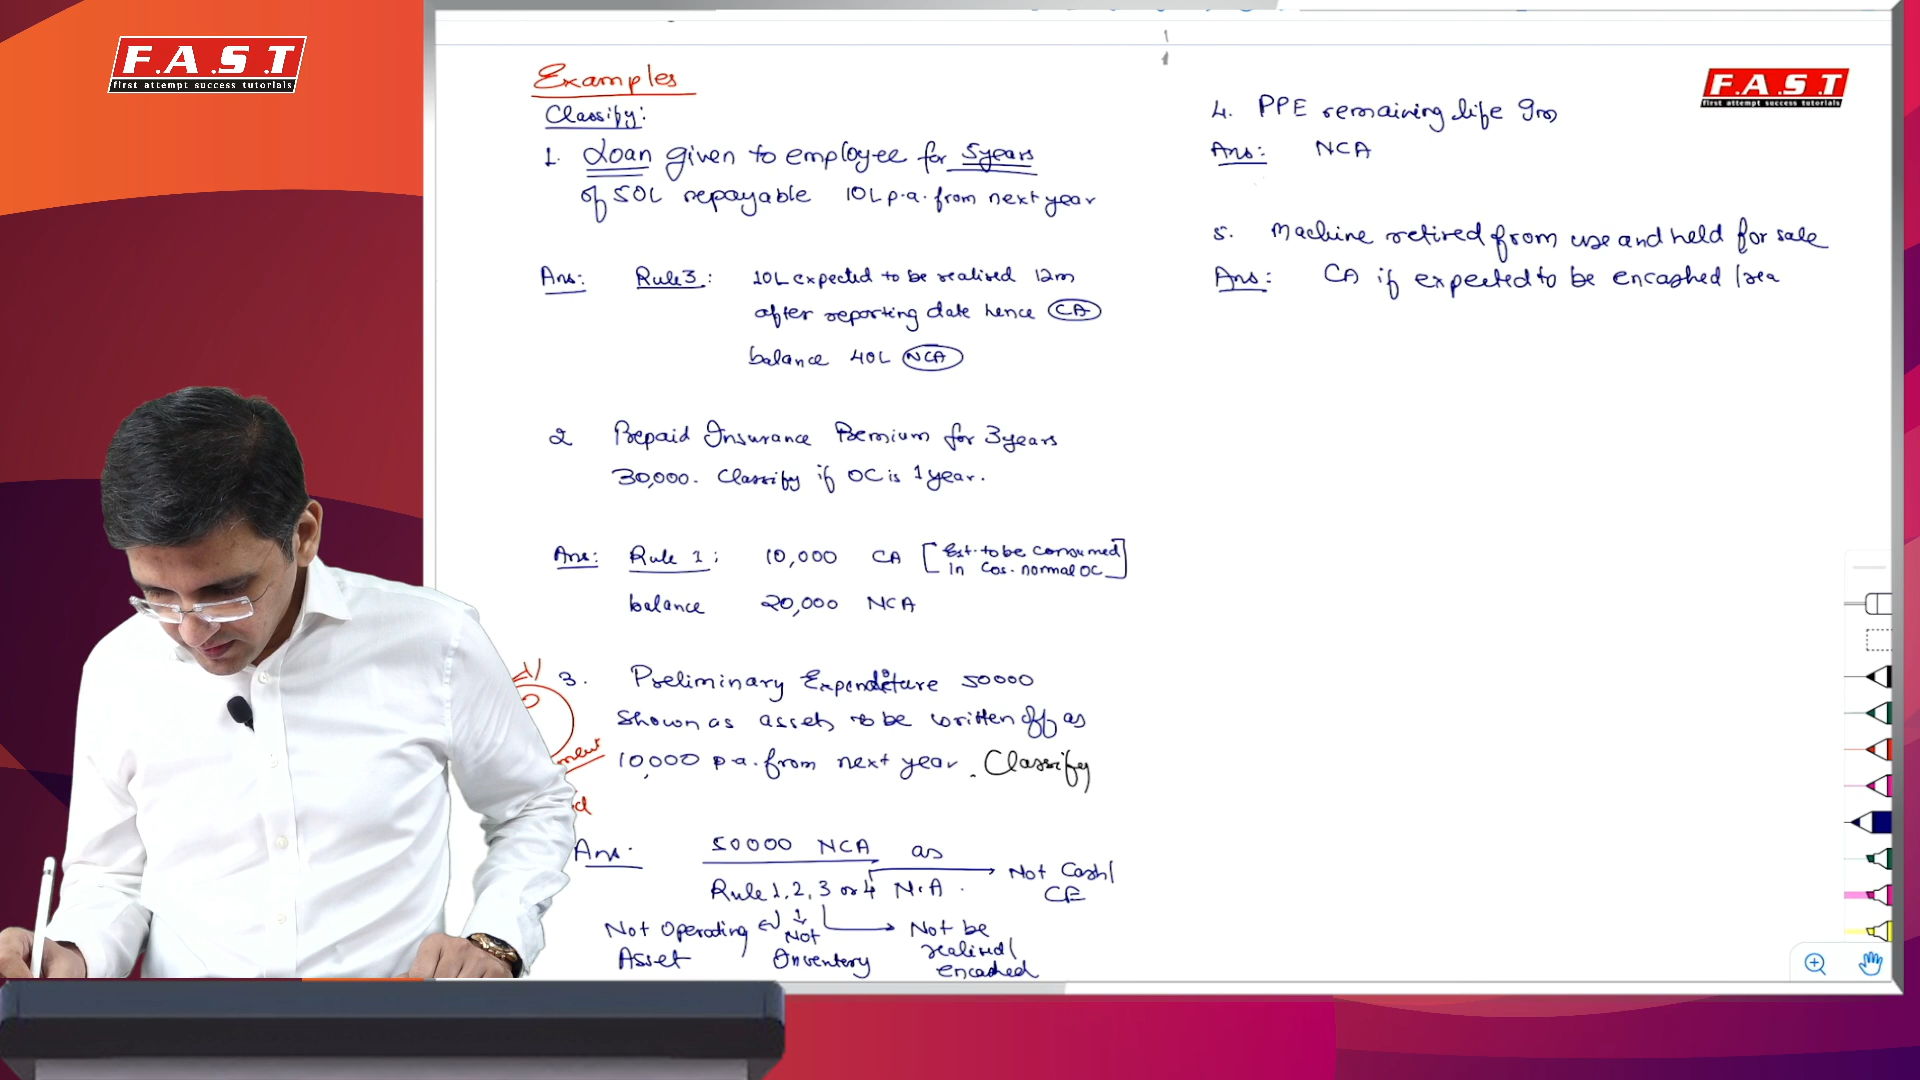 F.A.S.T
first attempt success tutorials
Examples
Classify:
1. Loan given to employee for 5years
of 50L repayable 10L p.a. from next year
Ans: Rule3: 10L expected to be realised 12m
after reporting date hence CA
balance 40L NCA
2 Prepaid Insurance Premium for 3years
30,000. Classify if OC is 1 year.
Ans: Rule 1: 10,000 CA [Est. to be consumed
in Cos. normal OC]
balance 20,000 NCA
3. Preliminary Expenditure 50000
shown as asset, to be written off as
10,000 p.a. from next year. Classify
Ans: 50000 NCA as
Rule 1, 2, 3 or 4 N.A.
Not Cash/
CE
Not Operating
Asset
Not
Inventory
Not be
realised/
encashed
4. PPE remaining life 9m
Ans: NCA
5. Machine retired from use and held for sale
Ans: CA if expected to be encashed /rea
F.A.S.T
first attempt success tutorials